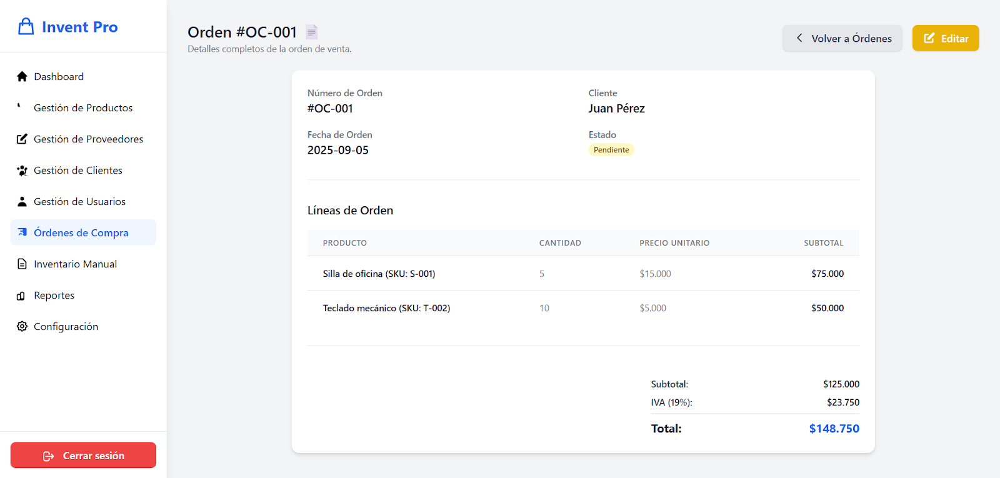 Invent Pro
Dashboard
Gestión de Productos
Gestión de Proveedores
Gestión de Clientes
Gestión de Usuarios
Órdenes de Compra
Inventario Manual
Reportes
Configuración
Cerrar sesión
Orden #OC-001
Detalles completos de la orden de venta.
Volver a Órdenes
Editar
Número de Orden
#OC-001
Cliente
Juan Pérez
Fecha de Orden
2025-09-05
Estado
Pendiente
Líneas de Orden
PRODUCTO CANTIDAD PRECIO UNITARIO SUBTOTAL
Silla de oficina (SKU: S-001) 5 $15.000 $75.000
Teclado mecánico (SKU: T-002) 10 $5.000 $50.000
Subtotal: $125.000
IVA (19%): $23.750
Total: $148.750